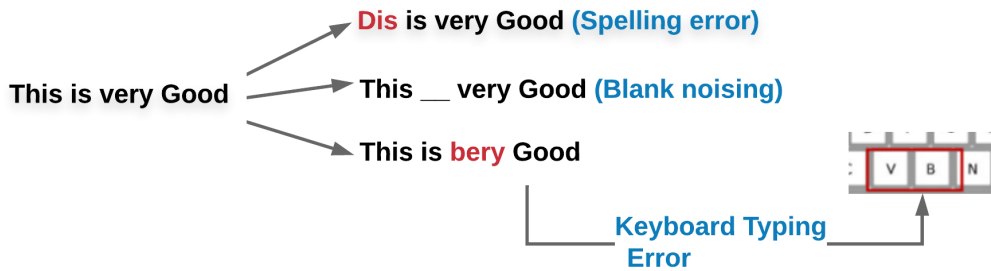 Dis is very Good (Spelling error)
This is very Good
This __ very Good (Blank noising)
This is bery Good
V B N
Keyboard Typing
Error